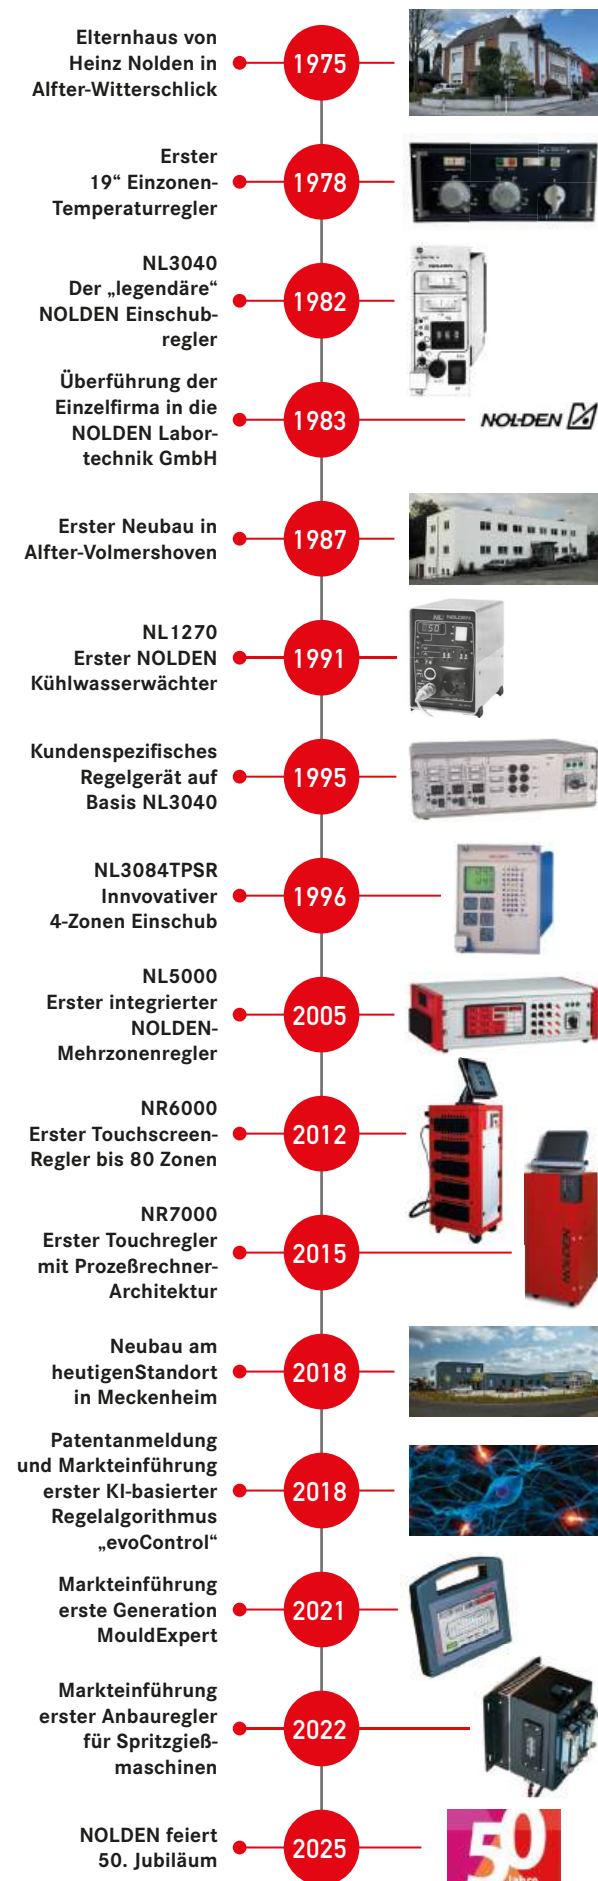 Elternhaus von
Heinz Nolden in
Alfter-Witterschlick
1975
Erster
19“ Einzonen-
Temperaturregler
1978
NL3040
Der „legendäre“
NOLDEN Einschub-
regler
1982
NOLDEN
Überführung der
Einzelfirma in die
NOLDEN Labor-
technik GmbH
1983
NOLDEN
Erster Neubau in
Alfter-Volmershoven
1987
NL1270
Erster NOLDEN
Kühlwasserwächter
1991
NL NOLDEN
Kundenspezifisches
Regelgerät auf
Basis NL3040
1995
NL3084TPSR
Innvovativer
4-Zonen Einschub
1996
NL5000
Erster integrierter
NOLDEN-
Mehrzonenregler
2005
NR6000
Erster Touchscreen-
Regler bis 80 Zonen
2012
NR7000
Erster Touchregler
mit Prozeßrechner-
Architektur
2015
NOLDEN
Neubau am
heutigenStandort
in Meckenheim
2018
Patentanmeldung
und Markteinführung
erster KI-basierter
Regelalgorithmus
„evoControl“
2018
Markteinführung
erste Generation
MouldExpert
2021
Markteinführung
erster Anbauregler
für Spritzgieß-
maschinen
2022
NOLDEN feiert
50. Jubiläum
2025
50
Jahre